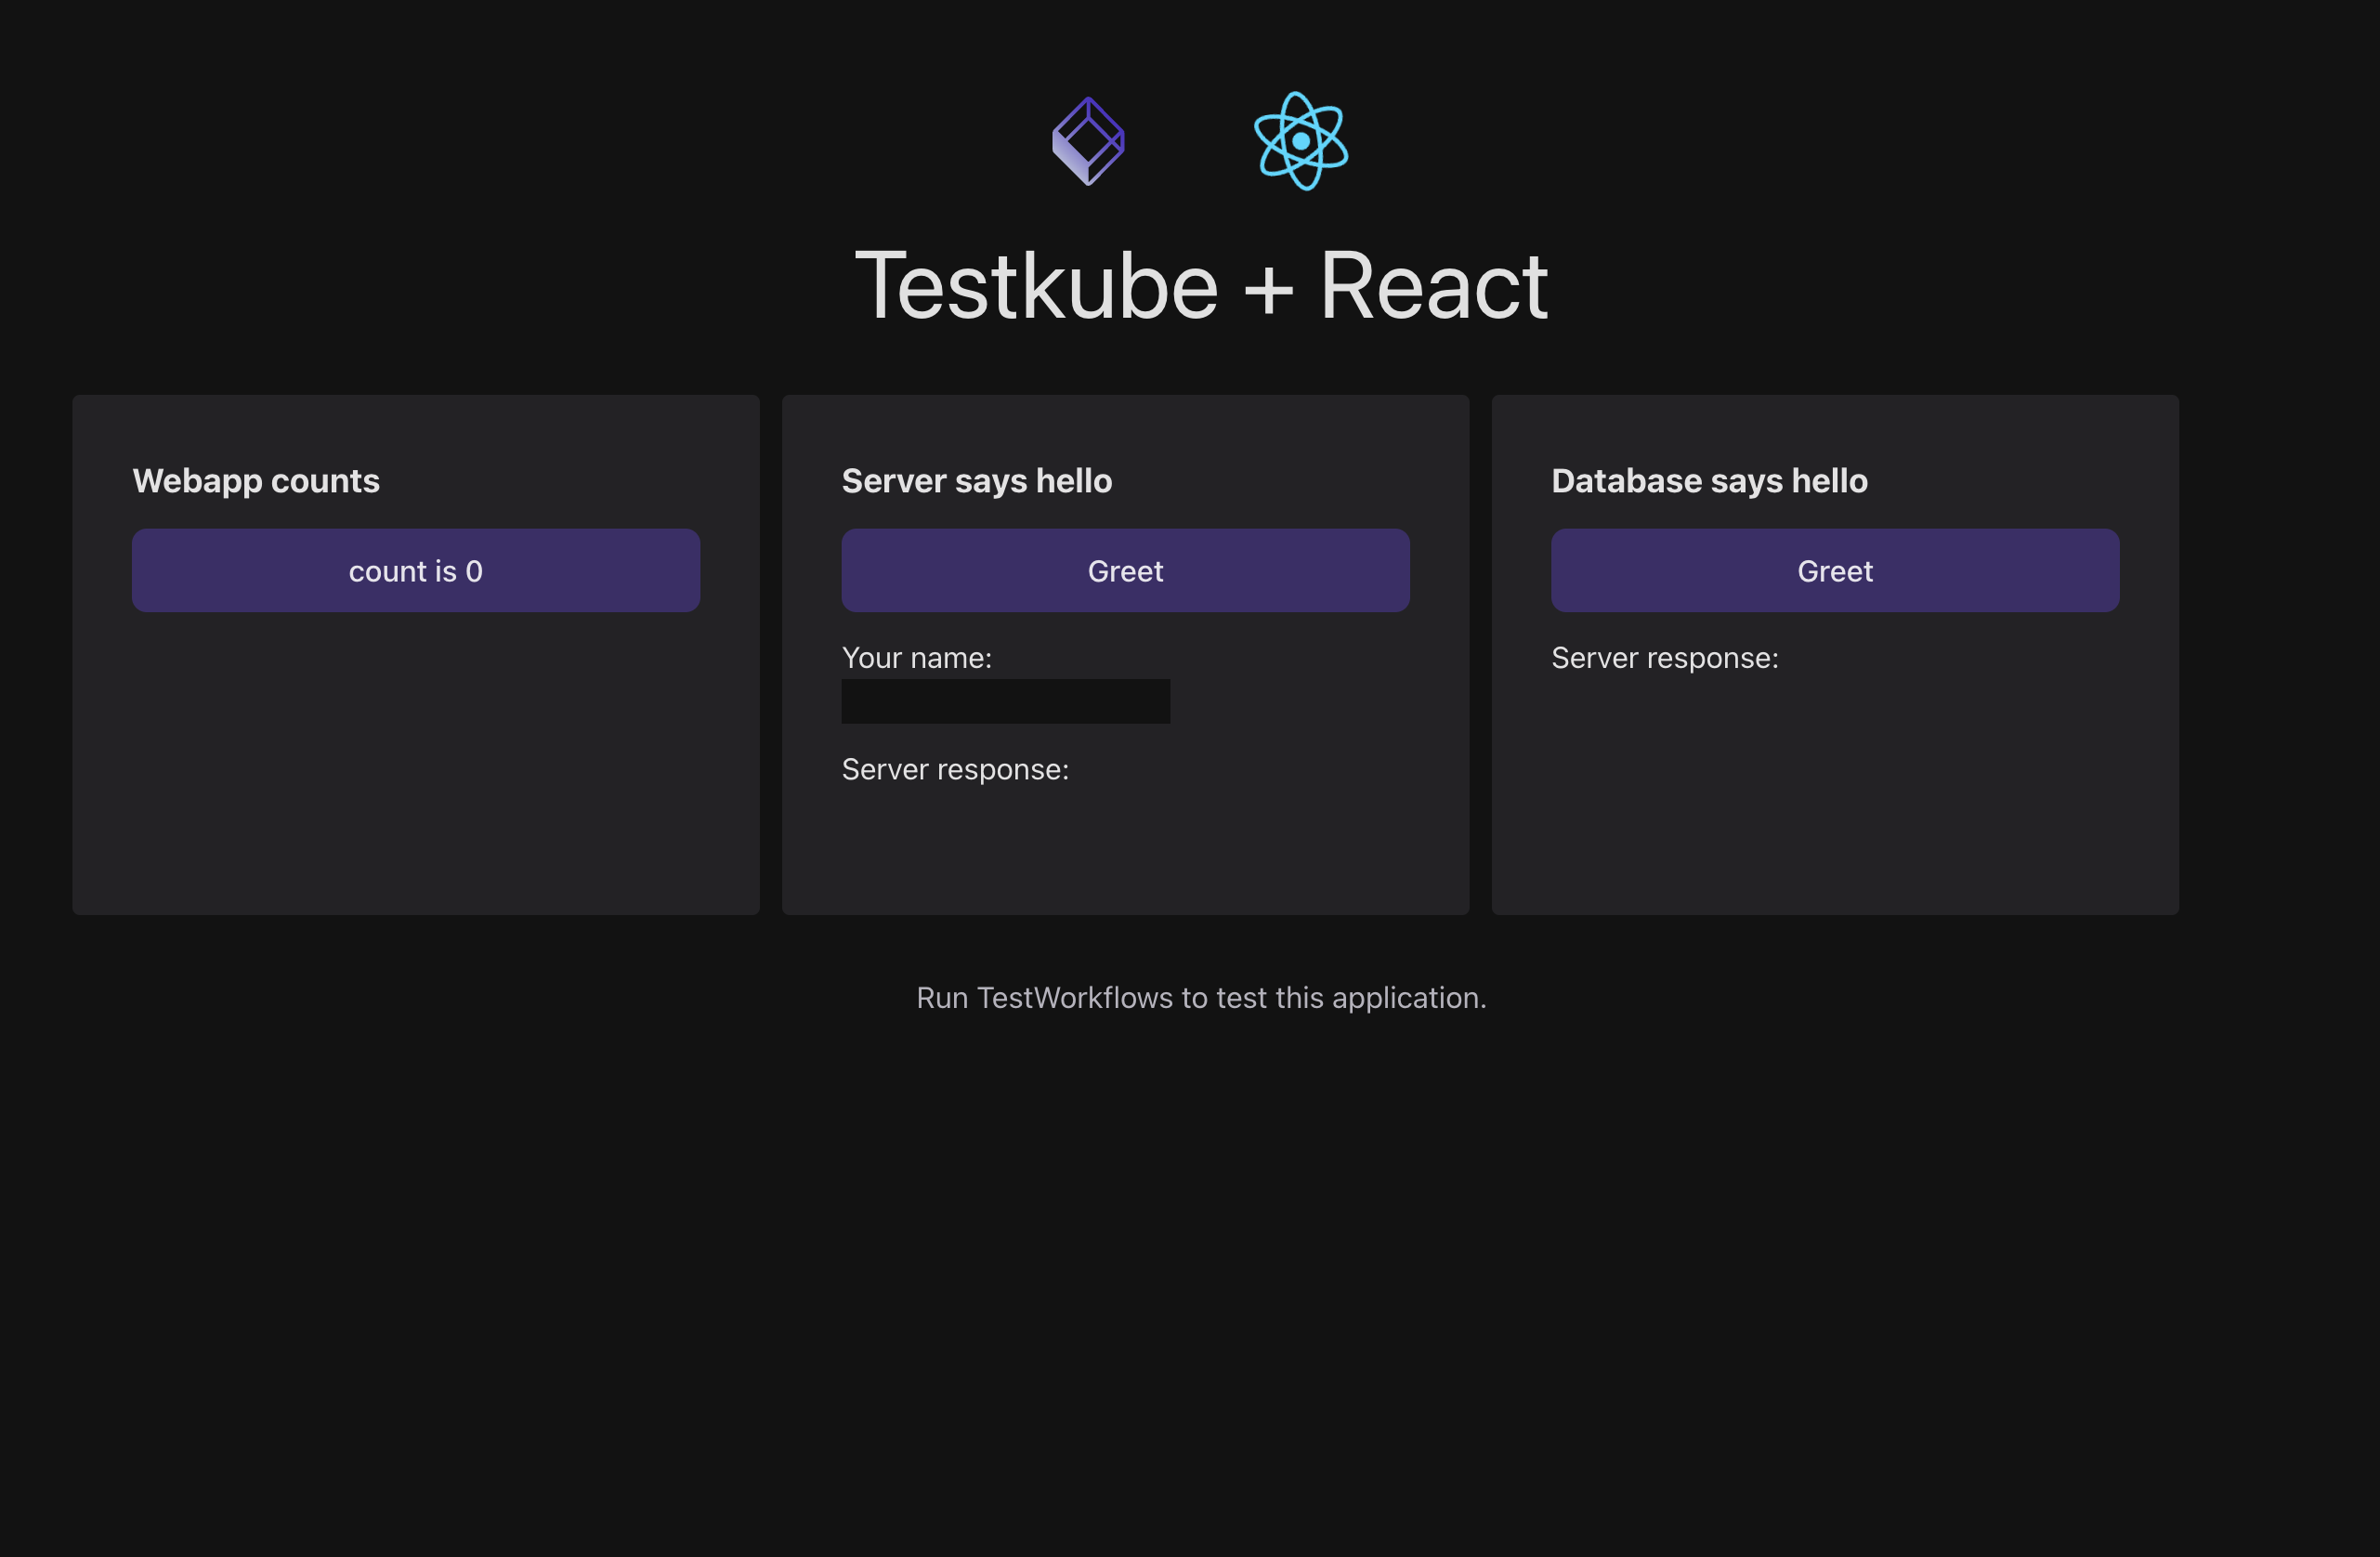 Testkube + React
Webapp counts
count is 0
Server says hello
Greet
Your name:
Server response:
Database says hello
Greet
Server response:
Run TestWorkflows to test this application.